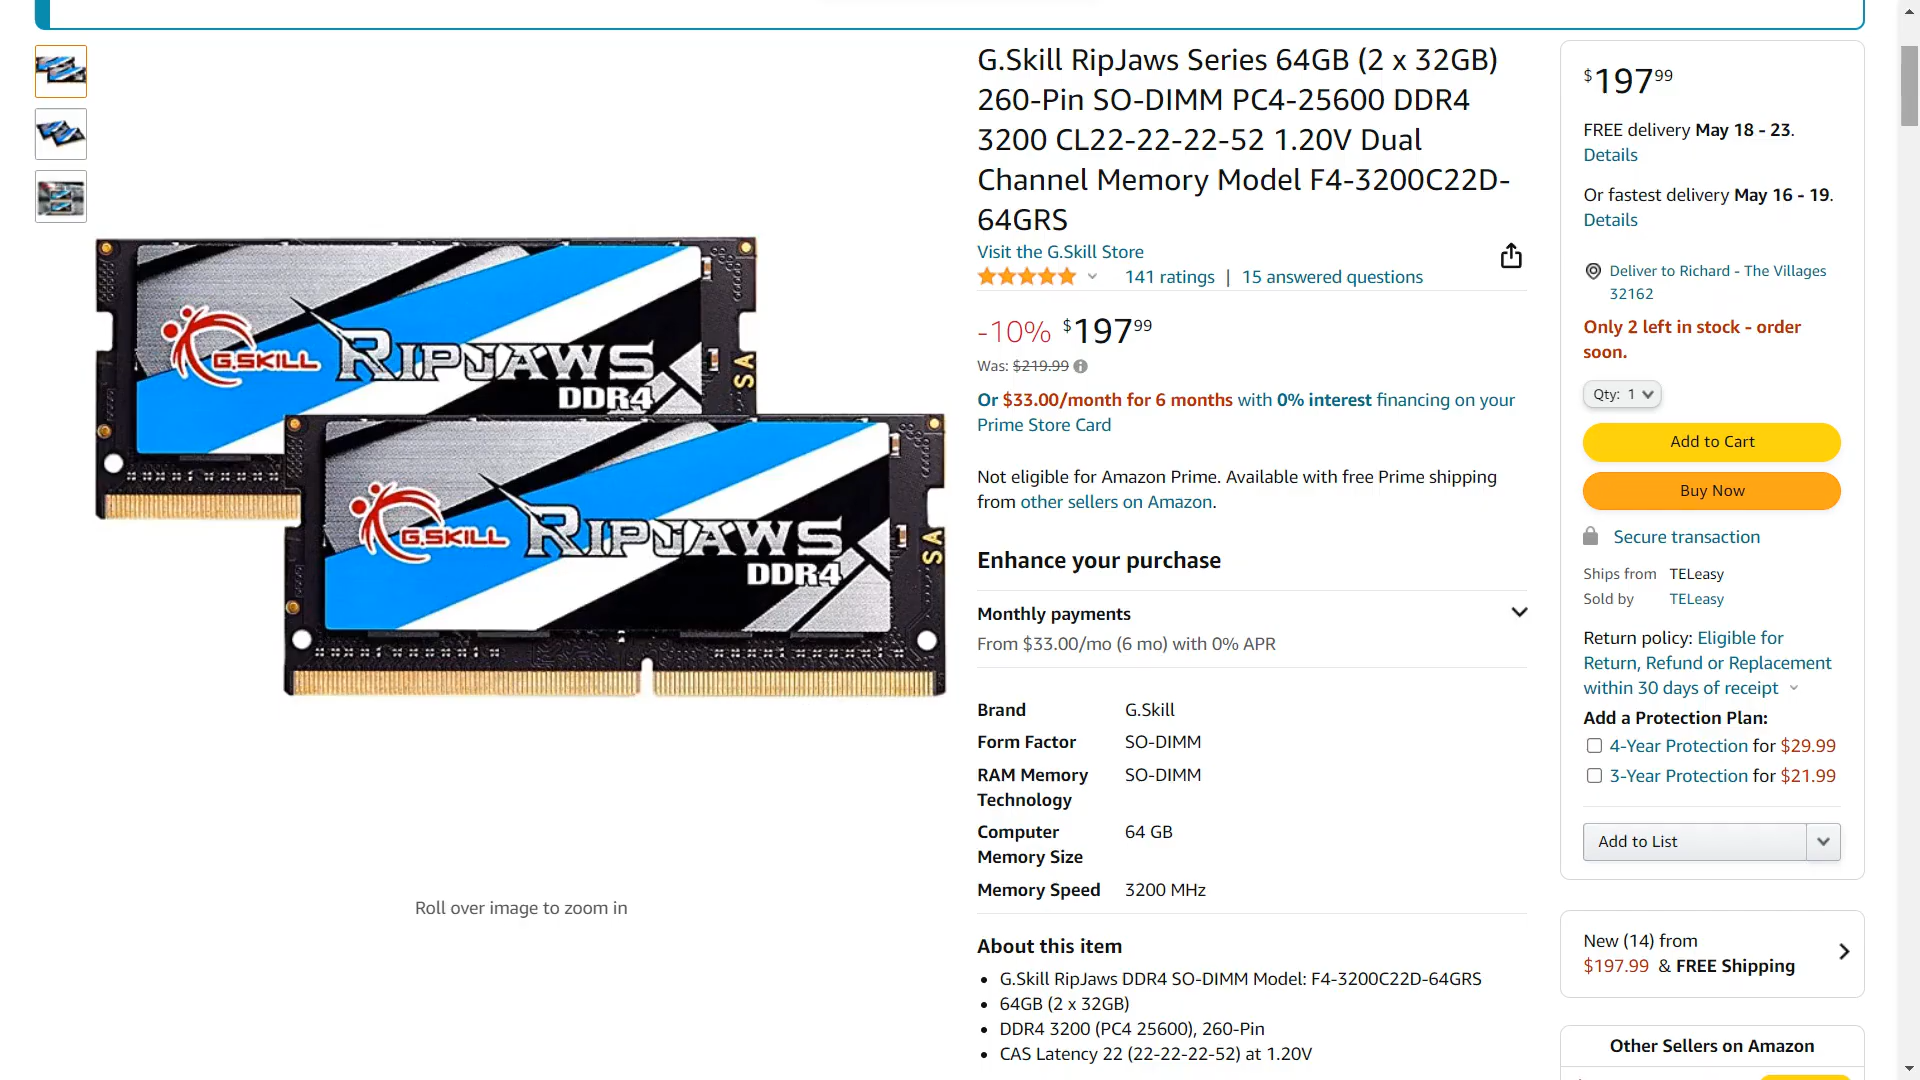 G.SKILL
RIPJAWS
DDR4
SA
G.SKILL
RIPJAWS
DDR4
SA
Roll over image to zoom in
G.Skill RipJaws Series 64GB (2 x 32GB)
260-Pin SO-DIMM PC4-25600 DDR4
3200 CL22-22-22-52 1.20V Dual
Channel Memory Model F4-3200C22D-
64GRS
Visit the G.Skill Store
141 ratings | 15 answered questions
-10% $197 99
Was: $219.99
Or $33.00/month for 6 months with 0% interest financing on your
Prime Store Card
Not eligible for Amazon Prime. Available with free Prime shipping
from other sellers on Amazon.
Enhance your purchase
Monthly payments
From $33.00/mo (6 mo) with 0% APR
Brand G.Skill
Form Factor SO-DIMM
RAM Memory SO-DIMM
Technology
Computer 64 GB
Memory Size
Memory Speed 3200 MHz
About this item
• G.Skill RipJaws DDR4 SO-DIMM Model: F4-3200C22D-64GRS
• 64GB (2 x 32GB)
• DDR4 3200 (PC4 25600), 260-Pin
• CAS Latency 22 (22-22-22-52) at 1.20V
$197 99
FREE delivery May 18 - 23.
Details
Or fastest delivery May 16 - 19.
Details
Deliver to Richard - The Villages
32162
Only 2 left in stock - order
soon.
Qty: 1
Add to Cart
Buy Now
Secure transaction
Ships from TELeasy
Sold by TELeasy
Return policy: Eligible for
Return, Refund or Replacement
within 30 days of receipt
Add a Protection Plan:
4-Year Protection for $29.99
3-Year Protection for $21.99
Add to List
New (14) from
$197.99 & FREE Shipping
Other Sellers on Amazon